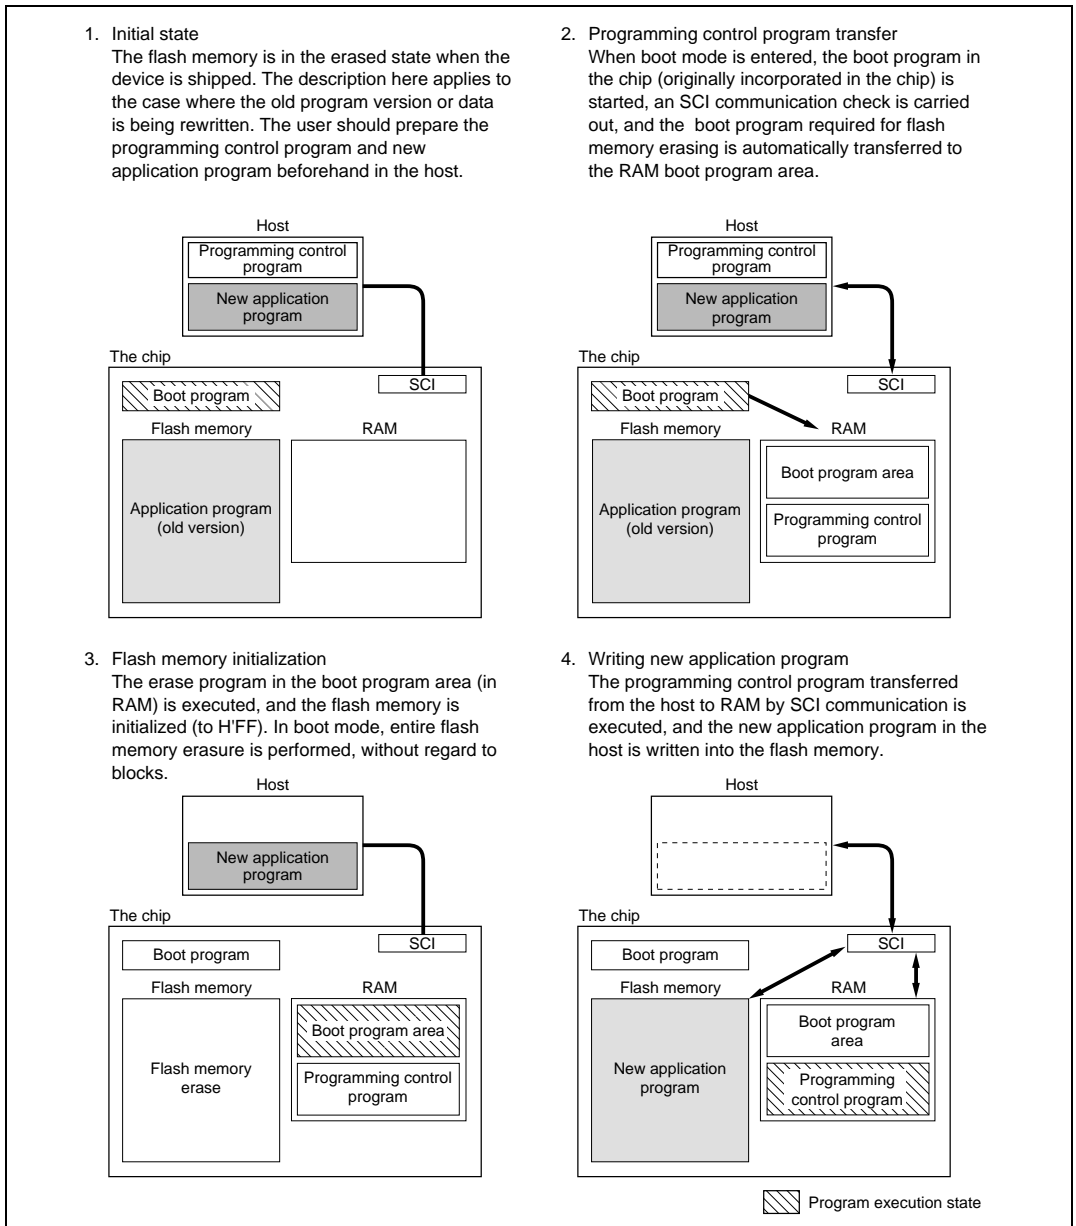 1. Initial state
The flash memory is in the erased state when the
device is shipped. The description here applies to
the case where the old program version or data
is being rewritten. The user should prepare the
programming control program and new
application program beforehand in the host.
Host
Programming control
program
New application
program
The chip
SCI
Boot program
Flash memory
RAM
Application program
(old version)
2. Programming control program transfer
When boot mode is entered, the boot program in
the chip (originally incorporated in the chip) is
started, an SCI communication check is carried
out, and the boot program required for flash
memory erasing is automatically transferred to
the RAM boot program area.
Host
Programming control
program
New application
program
The chip
SCI
Boot program
Flash memory
RAM
Boot program area
Application program
(old version)
Programming control
program
3. Flash memory initialization
The erase program in the boot program area (in
RAM) is executed, and the flash memory is
initialized (to H'FF). In boot mode, entire flash
memory erasure is performed, without regard to
blocks.
Host
New application
program
The chip
SCI
Boot program
Flash memory
RAM
Boot program area
Flash memory
erase
Programming control
program
4. Writing new application program
The programming control program transferred
from the host to RAM by SCI communication is
executed, and the new application program in the
host is written into the flash memory.
Host
The chip
SCI
Boot program
Flash memory
RAM
Boot program
area
New application
program
Programming
control program
Program execution state